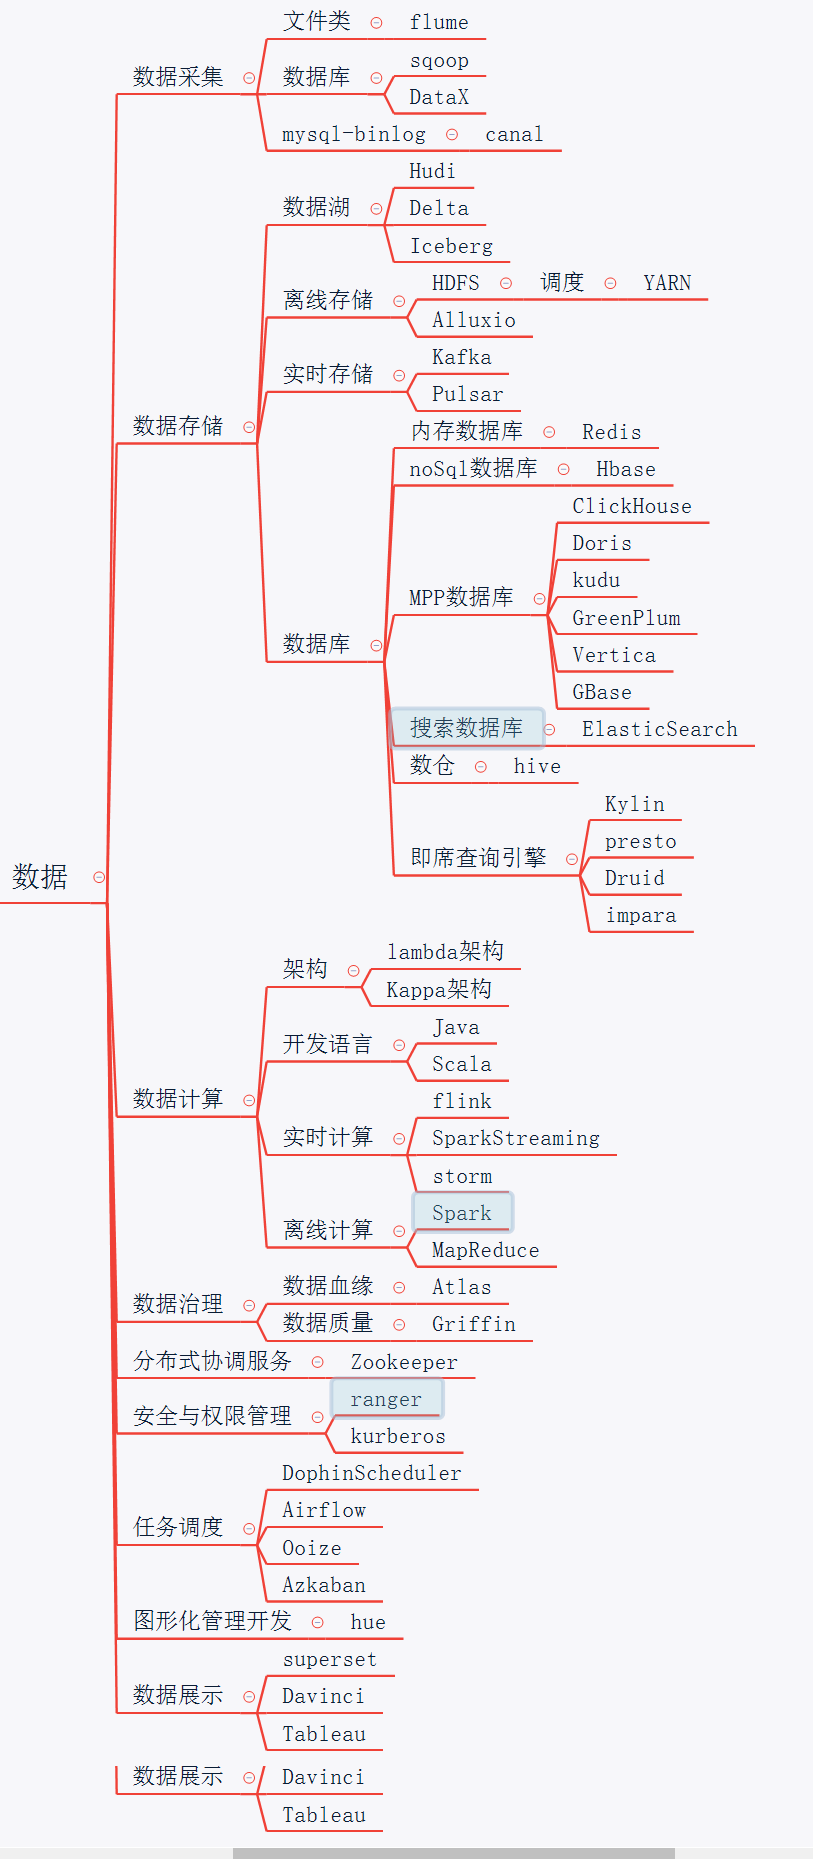 文件类
flume
数据采集
数据库
sqoop
DataX
mysql-binlog
canal
数据湖
Hudi
Delta
Iceberg
离线存储
HDFS
调度
YARN
Alluxio
实时存储
Kafka
Pulsar
数据存储
内存数据库
Redis
noSql数据库
Hbase
ClickHouse
Doris
kudu
MPP数据库
GreenPlum
Vertica
GBase
数据库
搜索数据库
ElasticSearch
数仓
hive
Kylin
presto
即席查询引擎
Druid
impara
数据
架构
lambda架构
Kappa架构
开发语言
Java
Scala
数据计算
flink
实时计算
SparkStreaming
storm
Spark
离线计算
MapReduce
数据治理
数据血缘
Atlas
数据质量
Griffin
分布式协调服务
Zookeeper
安全与权限管理
ranger
kurberos
DophinScheduler
Airflow
任务调度
Ooize
Azkaban
图形化管理开发
hue
superset
数据展示
Davinci
Tableau
数据展示
Davinci
Tableau